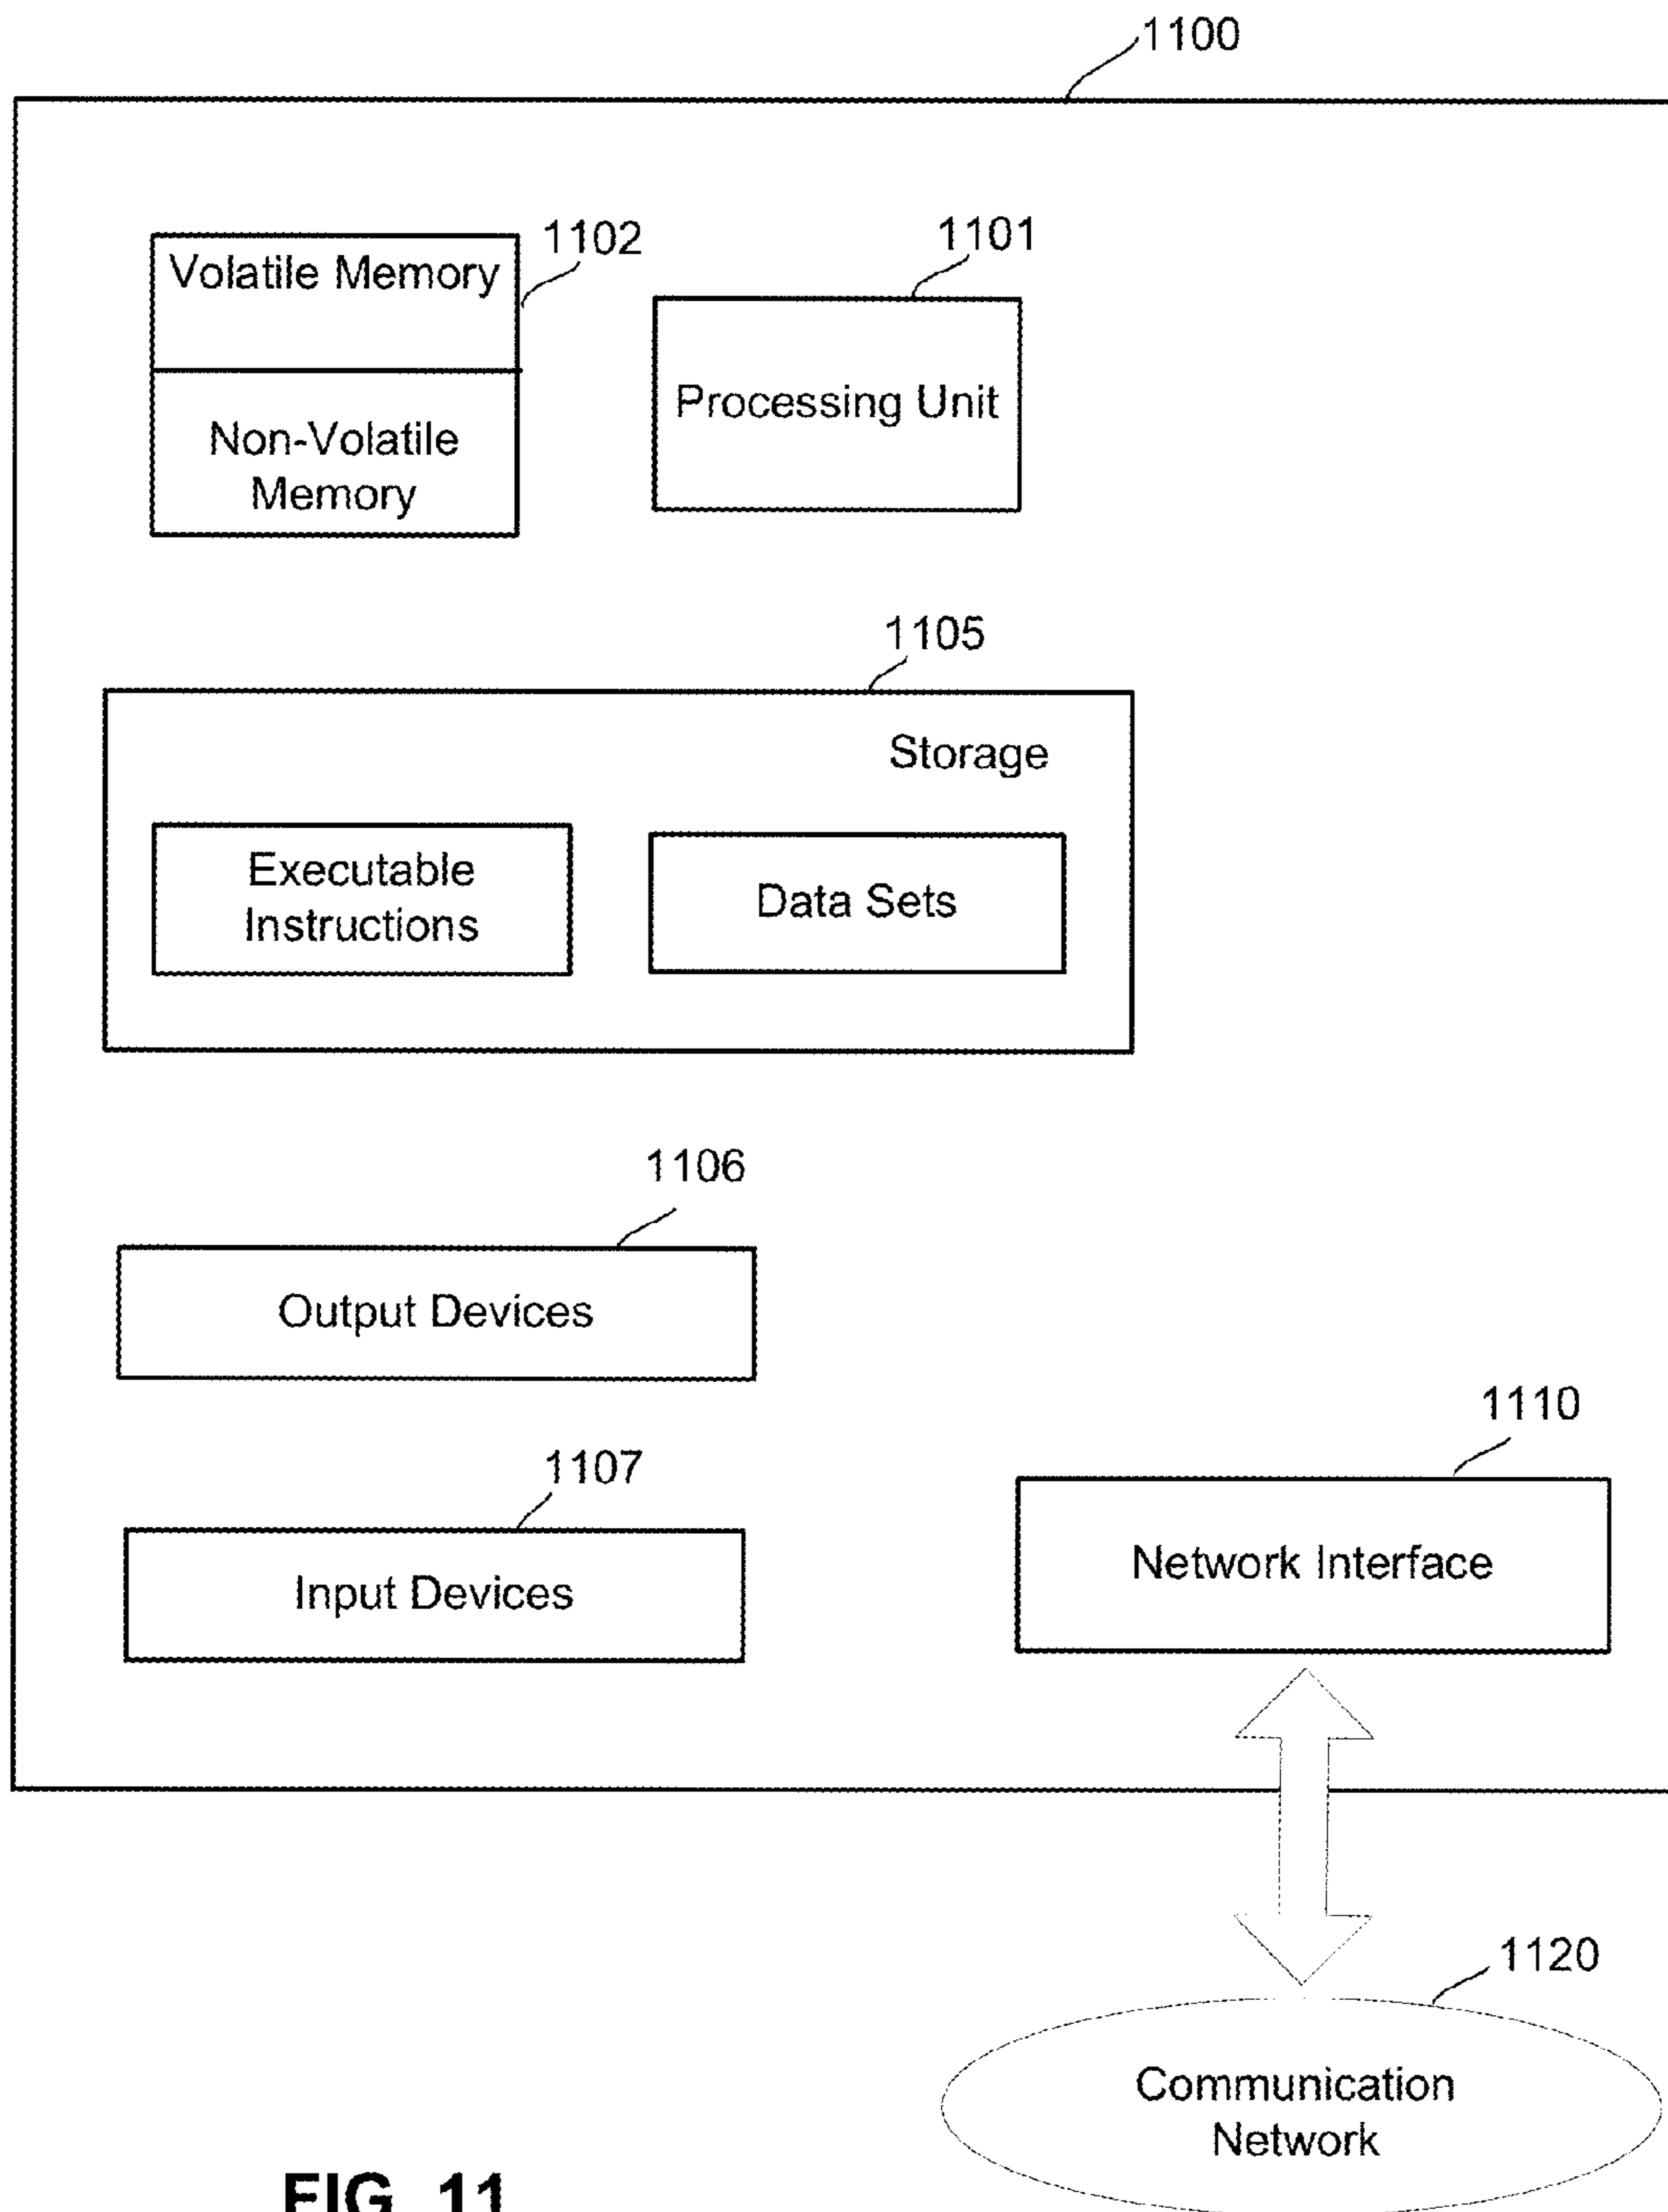 1100
1102
1101
Volatile Memory
Processing Unit
Non-Volatile
Memory
1105
Storage
Executable
Instructions
Data Sets
1106
Output Devices
1110
1107
Network Interface
Input Devices
1120
Communication
Network
FIG. 11